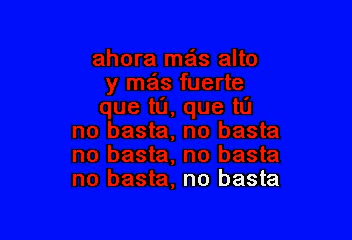 ahora más alto
y más fuerte
que tú, que tú
no basta, no basta
no basta, no basta
no basta, no basta